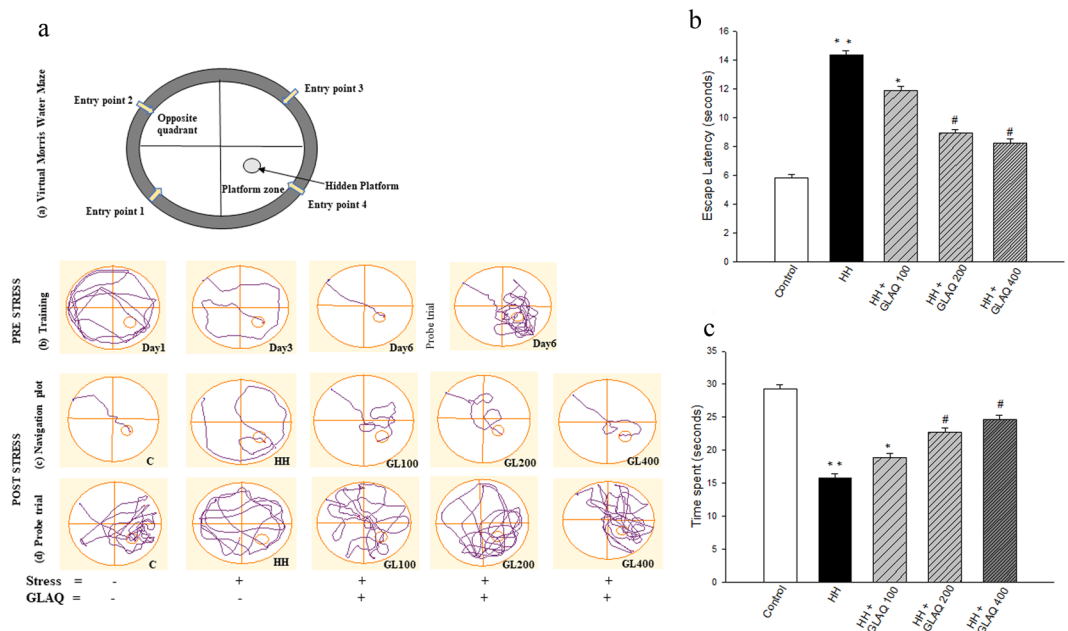 a
(a) Virtual Morris Water Maze
Entry point 2
Entry point 3
Opposite
quadrant
Hidden Platform
Platform zone
Entry point 1
Entry point 4
PRE STRESS
(b) Training
Day1
Day3
Day6
Probe trial
Day6
POST STRESS
(c) Navigation plot
C
HH
GL100
GL200
GL400
(d) Probe trial
C
HH
GL100
GL200
GL400
Stress = - + + + +
GLAQ = - - + + +
b
Escape Latency (seconds)
16
14
12
10
8
6
4
2
0
* *
*
#
#
Control
HH
HH +
GLAQ 100
HH +
GLAQ 200
HH +
GLAQ 400
c
Time spent (seconds)
35
30
25
20
15
10
5
0
* *
*
#
#
Control
HH
HH +
GLAQ 100
HH +
GLAQ 200
HH +
GLAQ 400